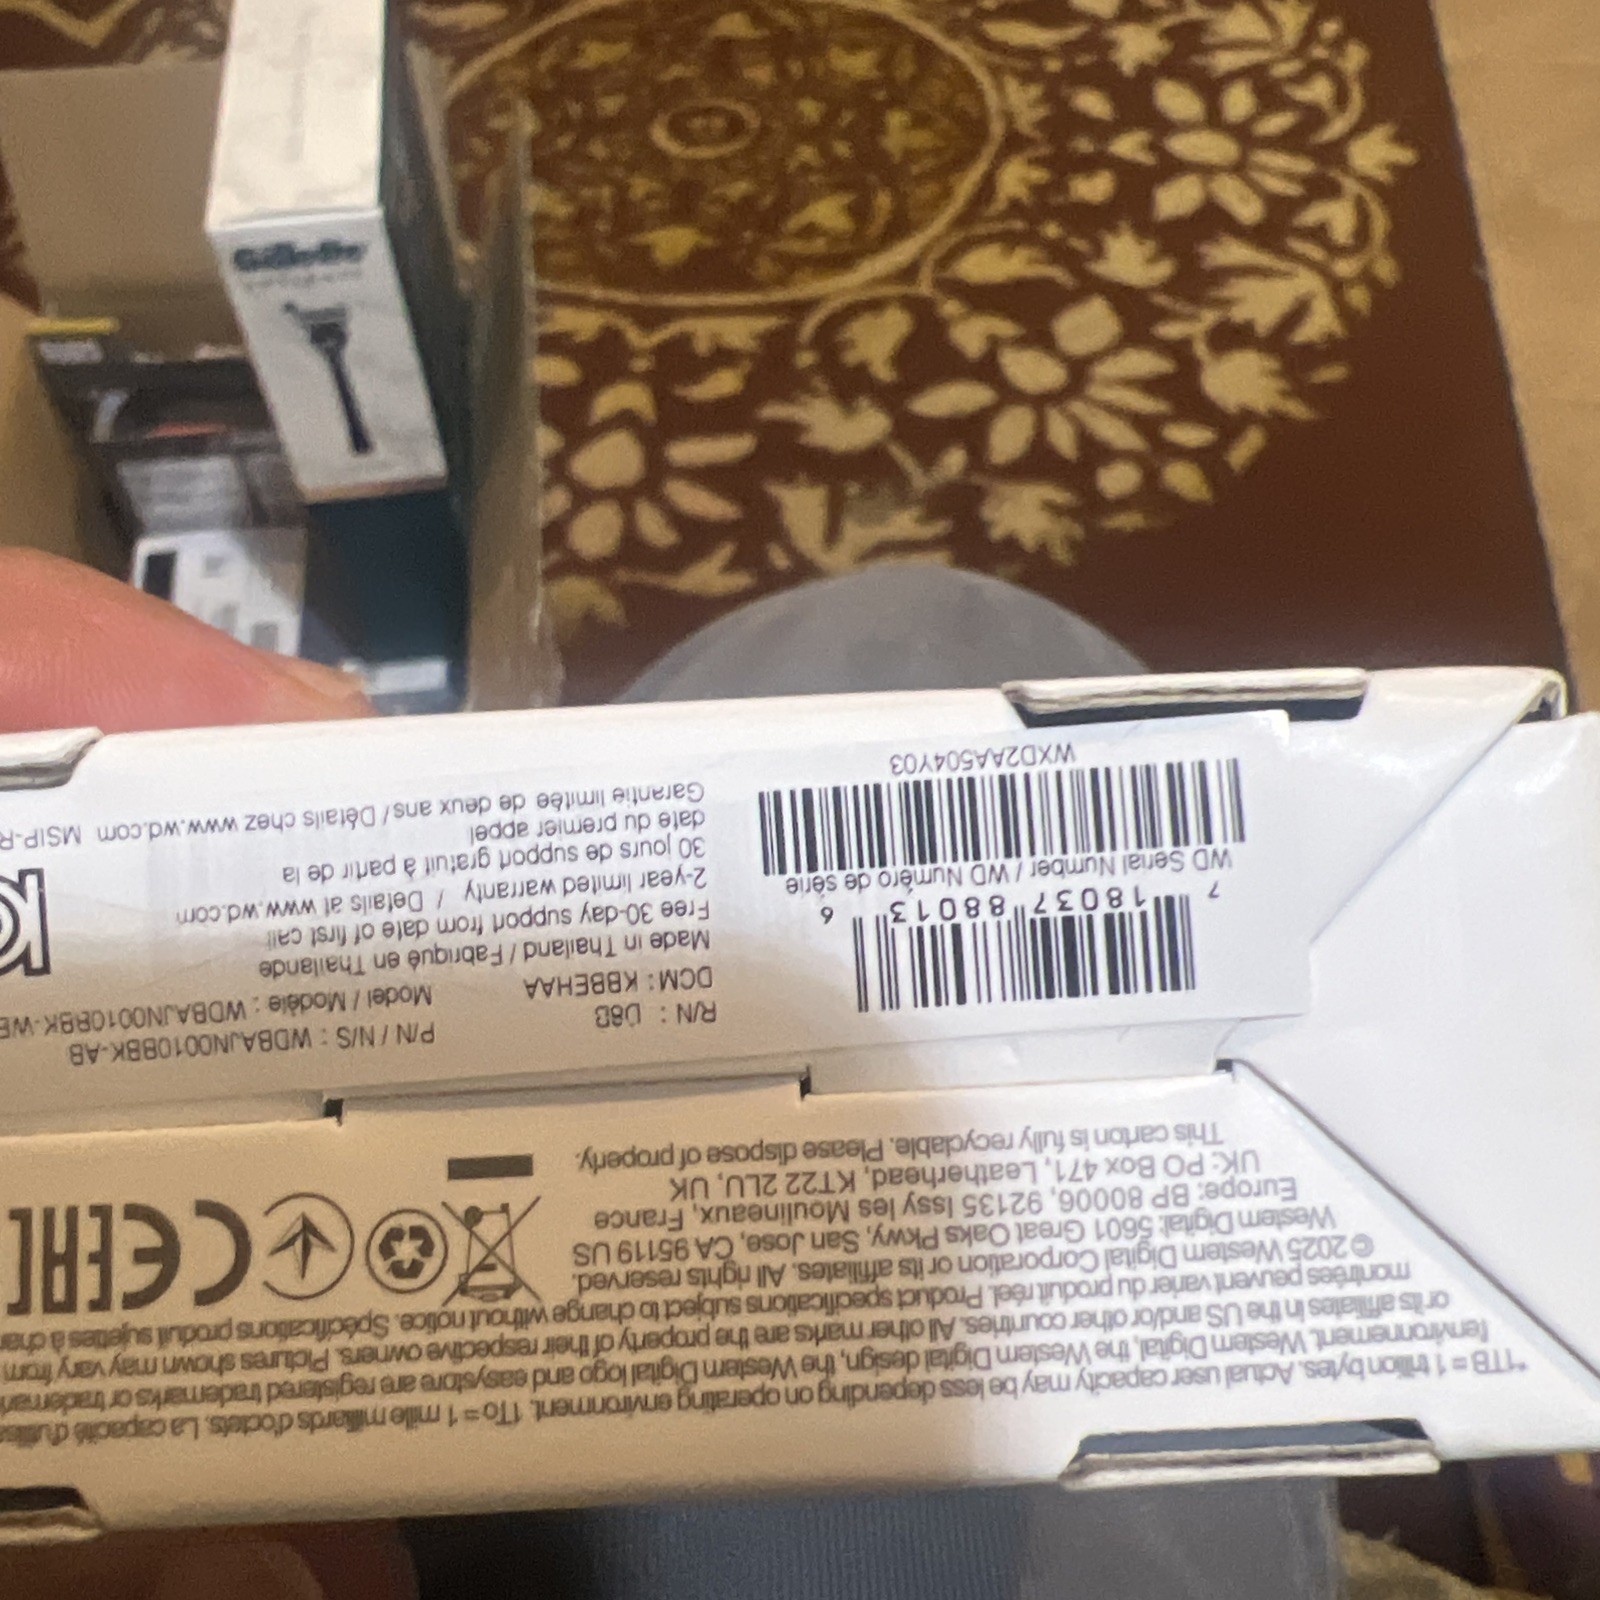 *1TB = 1 trillion bytes. Actual user capacity may be less depending on operating environment. 1To = 1 mille milliards d'octets. La capacité
l'environnement. Western Digital, the Western Digital design, the Western Digital logo and easystore are registered trademarks or
or its affiliates in the US and/or other countries. All other marks are the property of their respective owners. Pictures shown may vary from
montrées peuvent varier du produit réel. Product specifications subject to change without notice. Spécifications produit sujettes à
© 2025 Western Digital Corporation or its affiliates. All rights reserved.
Western Digital: 5601 Great Oaks Pkwy, San Jose, CA 95119 US
Europe: BP 80006, 92135 Issy les Moulineaux, France
UK: PO Box 471, Leatherhead, KT22 2LU, UK
This carton is fully recyclable. Please dispose of properly.
CE EAC
7 18037 88013 6
WD Serial Number / WD Numéro de série
WXD2AA504Y03
R/N : D8B
P/N / N/S : WDBAJN0010BBK-AB
DCM : KBBEHAA
Model / Modèle : WDBAJN0010BBK-WE
Made in Thailand / Fabriqué en Thaïlande
Free 30-day support from date of first call
2-year limited warranty / Details at www.wd.com
30 jours de support gratuit à partir de la
date du premier appel
Garantie limitée de deux ans / Détails chez www.wd.com
Gillette